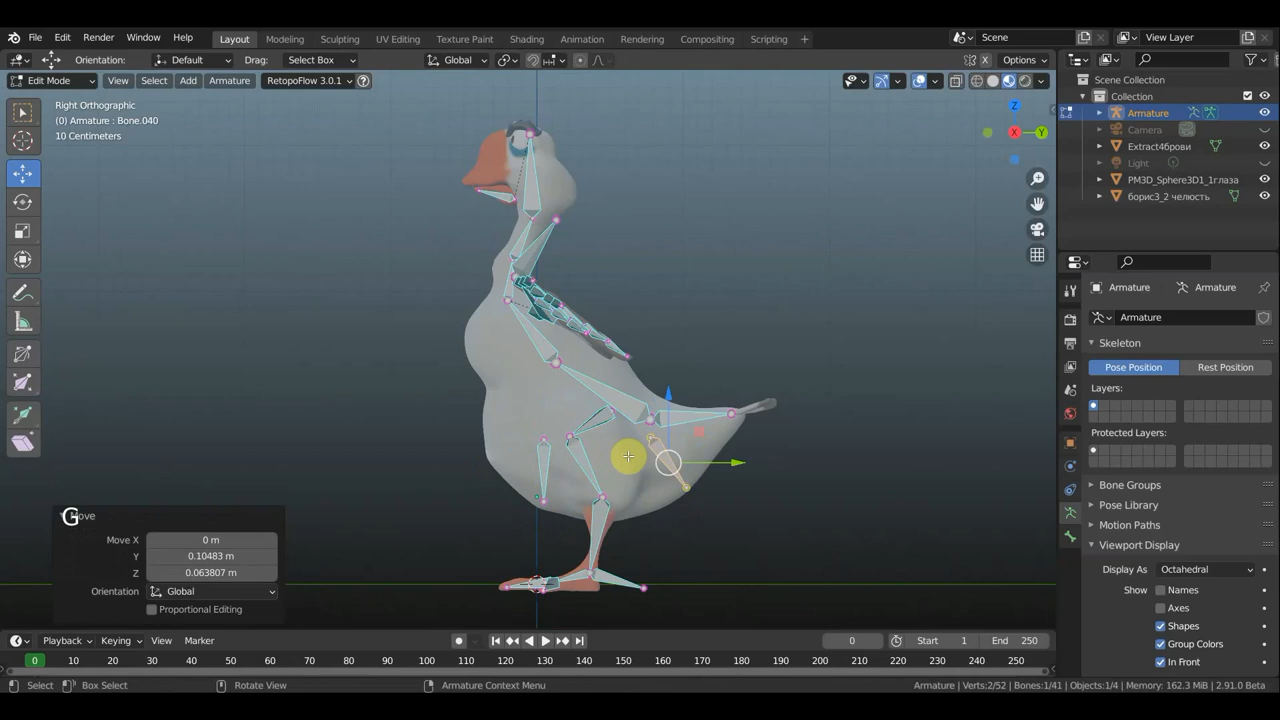 File Edit Render Window Help Layout Modeling Sculpting UV Editing Texture Paint Shading Animation Rendering Compositing Scripting + Scene View Layer
Orientation: Default Drag: Select Box Global X Options
Edit Mode View Select Add Armature RetopoFlow 3.0.1 ?
Right Orthographic
(0) Armature : Bone.040
10 Centimeters
Z
X
Y
G
Move
Move X 0 m
Y 0.10483 m
Z 0.063807 m
Orientation Global
Proportional Editing
Scene Collection
Collection
Armature
Camera
Extract4брови
Light
PM3D_Sphere3D1_1глаза
борис3_2 челюсть
Armature Armature
Armature
Skeleton
Pose Position Rest Position
Layers:
Protected Layers:
Bone Groups
Pose Library
Motion Paths
Viewport Display
Display As Octahedral
Show Names
Axes
Shapes
Group Colors
In Front
Playback Keying View Marker 0 Start 1 End 250
0 10 20 30 40 50 60 70 80 90 100 110 120 130 140 150 160 170 180 190 200 210 220 230 240 250
Select Box Select Rotate View Armature Context Menu Armature | Verts:2/52 | Bones:1/41 | Objects:1/4 | Memory: 162.3 MiB | 2.91.0 Beta